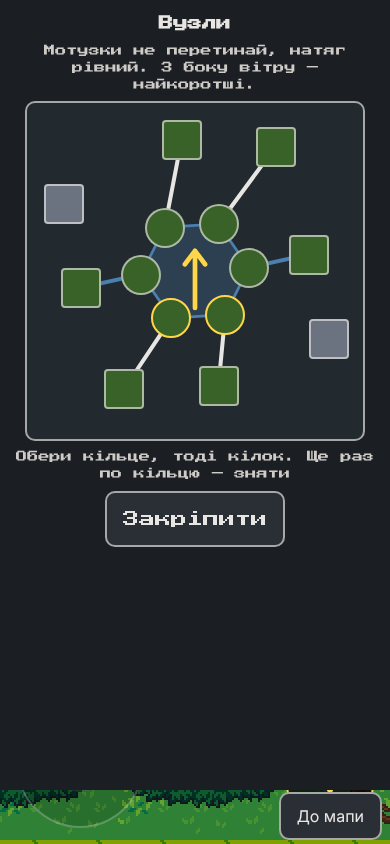 Вузли
Мотузки не перетинай, натяг
рівний. З боку вітру —
найкоротші.
Обери кільце, тоді кілок. Ще раз
по кільцю — зняти
Закріпити
До мапи